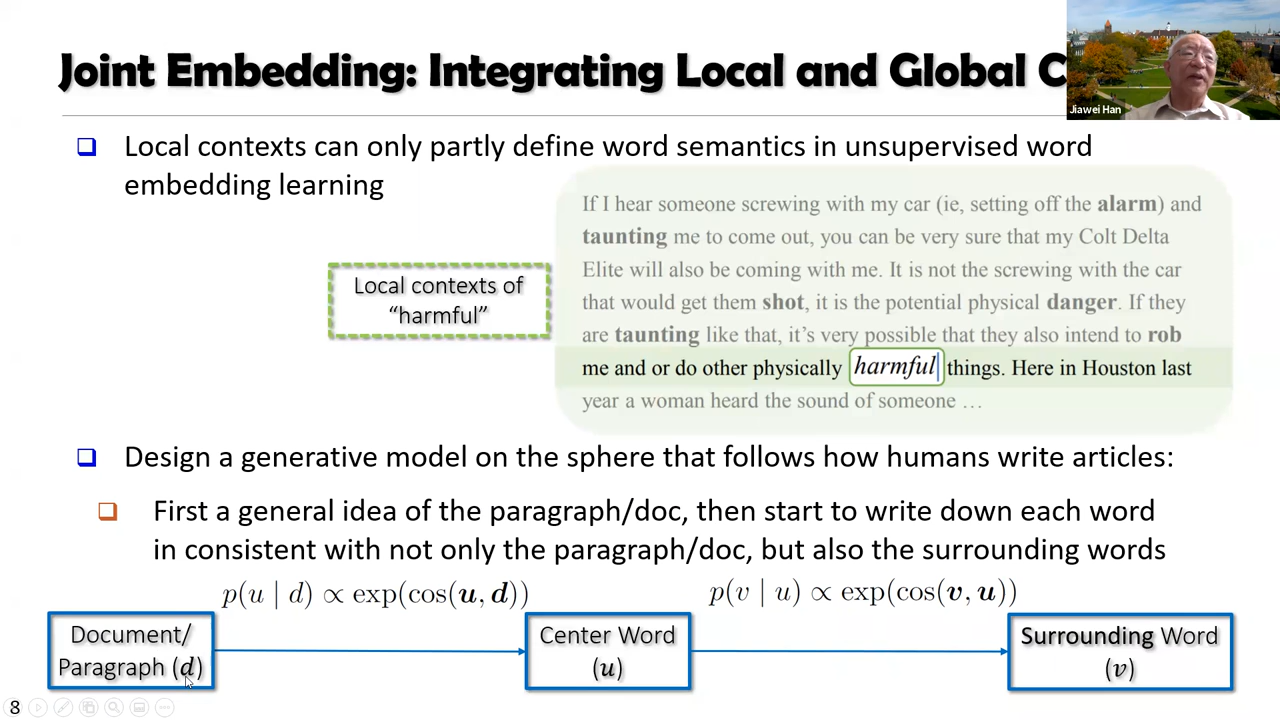 Joint Embedding: Integrating Local and Global C
Jiawei Han
❑ Local contexts can only partly define word semantics in unsupervised word
embedding learning
Local contexts of
“harmful”
If I hear someone screwing with my car (ie, setting off the alarm) and
taunting me to come out, you can be very sure that my Colt Delta
Elite will also be coming with me. It is not the screwing with the car
that would get them shot, it is the potential physical danger. If they
are taunting like that, it’s very possible that they also intend to rob
me and or do other physically harmful things. Here in Houston last
year a woman heard the sound of someone …
❑ Design a generative model on the sphere that follows how humans write articles:
❑ First a general idea of the paragraph/doc, then start to write down each word
in consistent with not only the paragraph/doc, but also the surrounding words
p(u | d) ∝ exp(cos(u, d))
p(v | u) ∝ exp(cos(v, u))
Document/
Paragraph (d)
Center Word
(u)
Surrounding Word
(v)
8